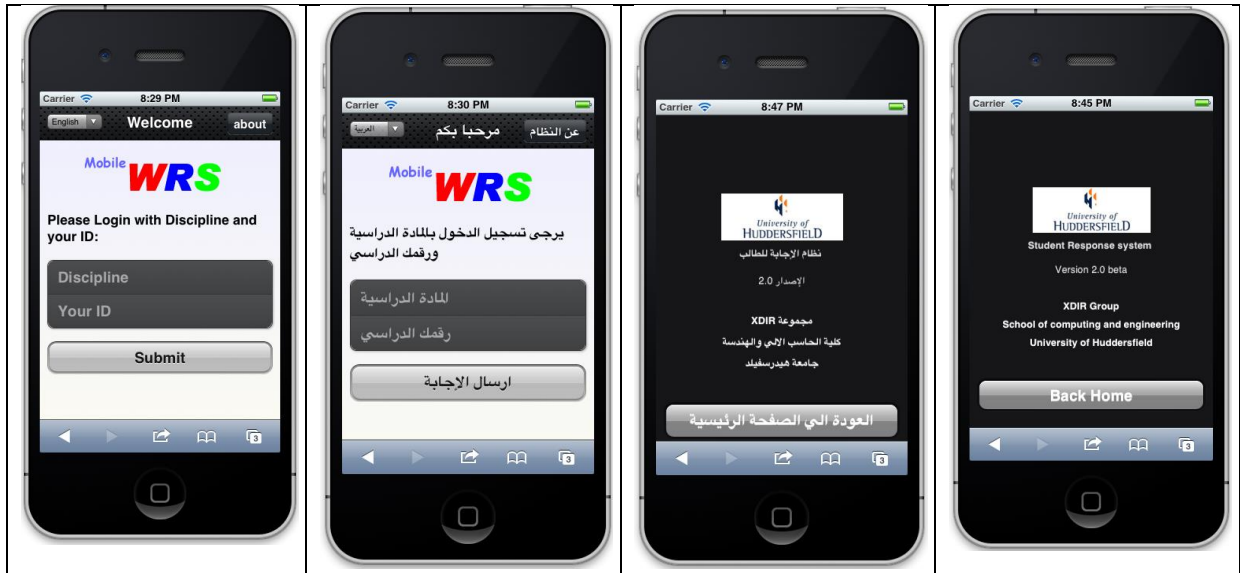 Carrier 8:29 PM
English Welcome about
Mobile WRS
Please Login with Discipline and
your ID:
Discipline
Your ID
Submit
3
Carrier 8:30 PM
عن النظام مرحبا بكم العربية
Mobile WRS
يرجى تسجيل الدخول بالمادة الدراسية
ورقمك الدراسي
المادة الدراسية
رقمك الدراسي
ارسال الإجابة
3
Carrier 8:47 PM
University of
HUDDERSFIELD
نظام الإجابة للطالب
الإصدار 2.0
مجموعة XDIR
كلية الحاسب الالي والهندسة
جامعة هيدرسفيلد
العودة الي الصفحة الرئيسية
3
Carrier 8:45 PM
University of
HUDDERSFIELD
Student Response system
Version 2.0 beta
XDIR Group
School of computing and engineering
University of Huddersfield
Back Home
3